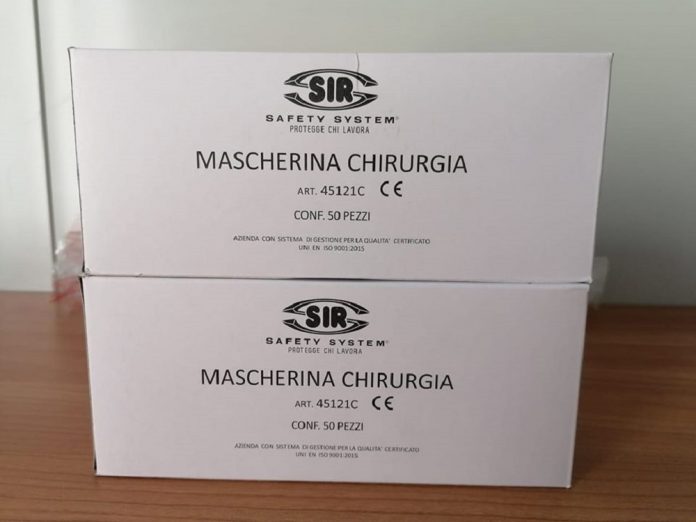 SIR
SAFETY SYSTEM®
PROTEGGE CHI LAVORA
MASCHERINA CHIRURGIA
ART. 45121C CE
CONF. 50 PEZZI
AZIENDA CON SISTEMA DI GESTIONE PER LA QUALITA' CERTIFICATO
UNI EN ISO 9001:2015
SIR
SAFETY SYSTEM®
PROTEGGE CHI LAVORA
MASCHERINA CHIRURGIA
ART. 45121C CE
CONF. 50 PEZZI
AZIENDA CON SISTEMA DI GESTIONE PER LA QUALITA' CERTIFICATO
UNI EN ISO 9001:2015